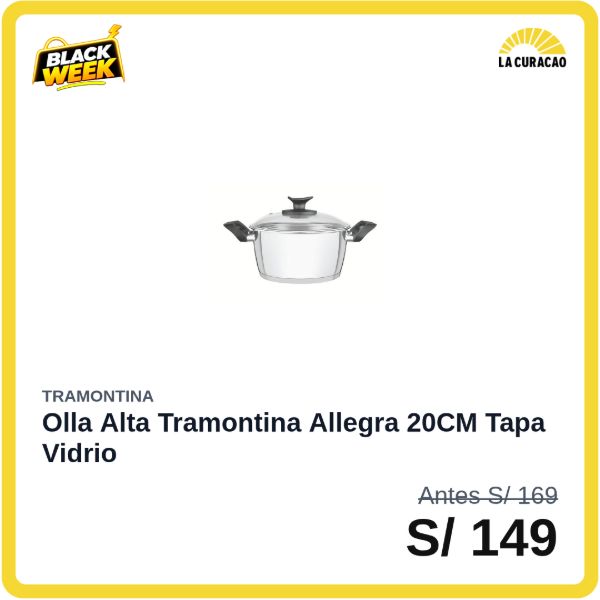 BLACK
WEEK
LA CURACAO
TRAMONTINA
Olla Alta Tramontina Allegra 20CM Tapa
Vidrio
Antes S/ 169
S/ 149